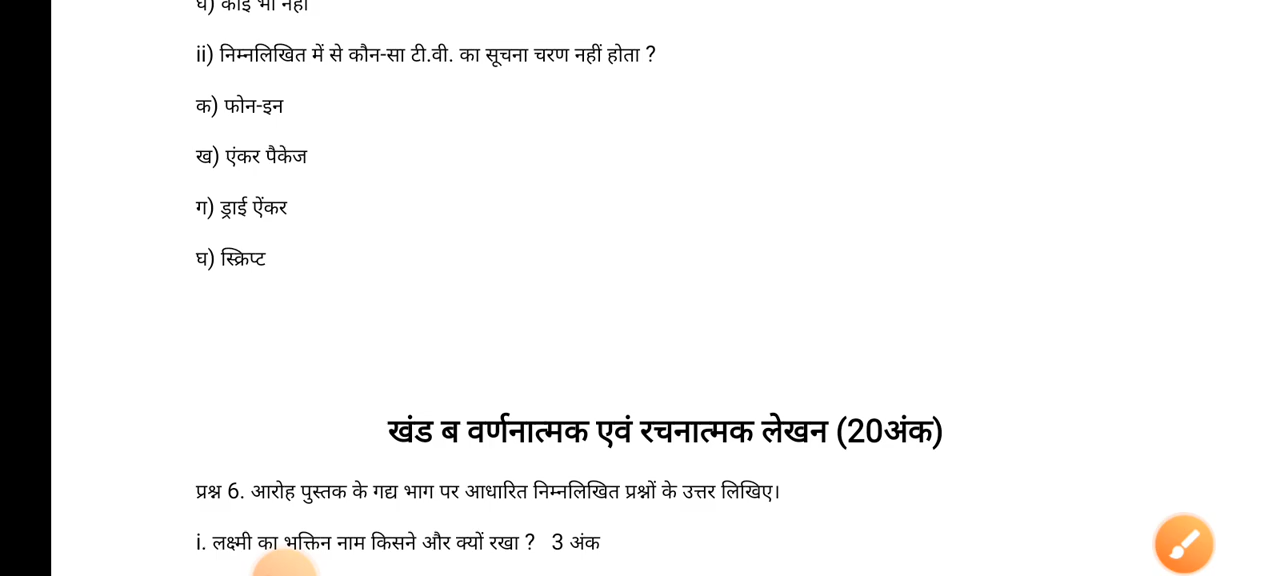 घ) कोई भी नहीं
ii) निम्नलिखित में से कौन-सा टी.वी. का सूचना चरण नहीं होता ?
क) फोन-इन
ख) एंकर पैकेज
ग) ड्राई ऐंकर
घ) स्क्रिप्ट
खंड ब वर्णनात्मक एवं रचनात्मक लेखन (20अंक)
प्रश्न 6. आरोह पुस्तक के गद्य भाग पर आधारित निम्नलिखित प्रश्नों के उत्तर लिखिए।
i. लक्ष्मी का भक्तिन नाम किसने और क्यों रखा ? 3 अंक